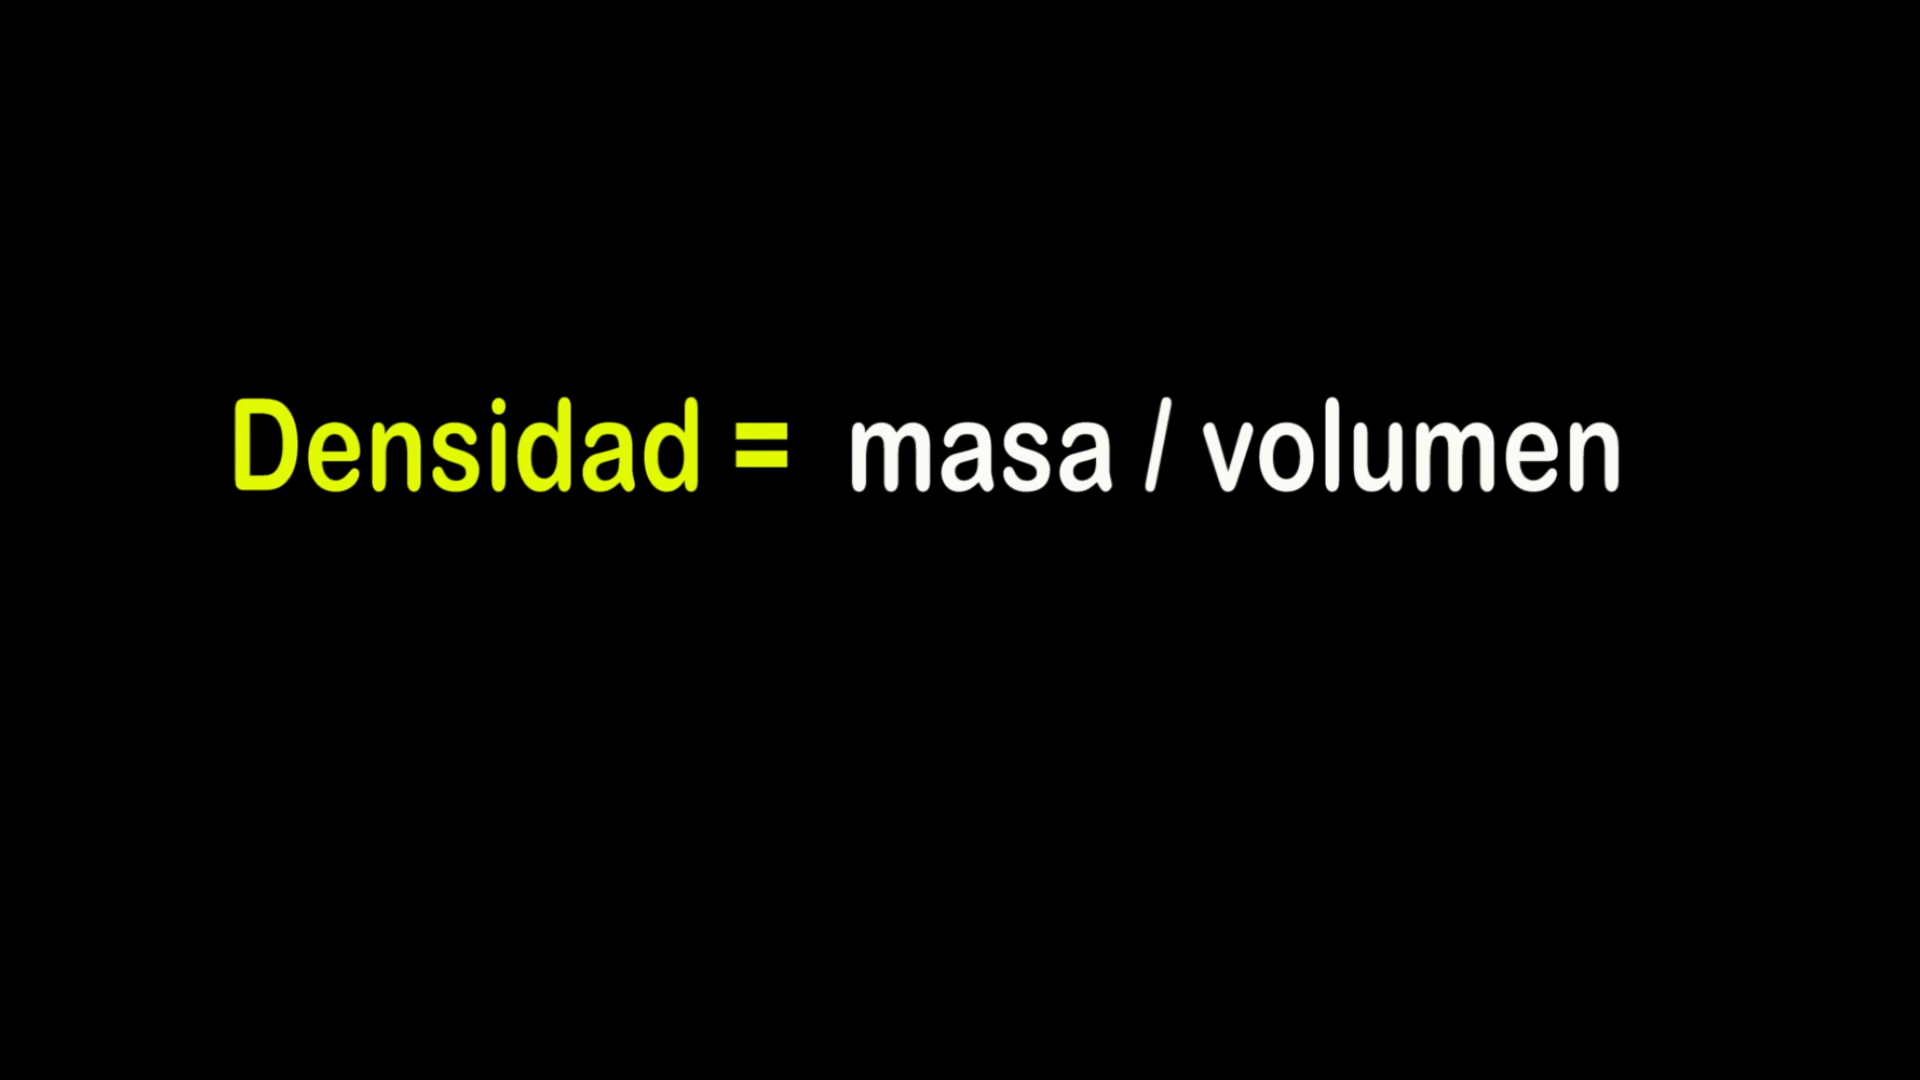 Densidad = masa / volumen